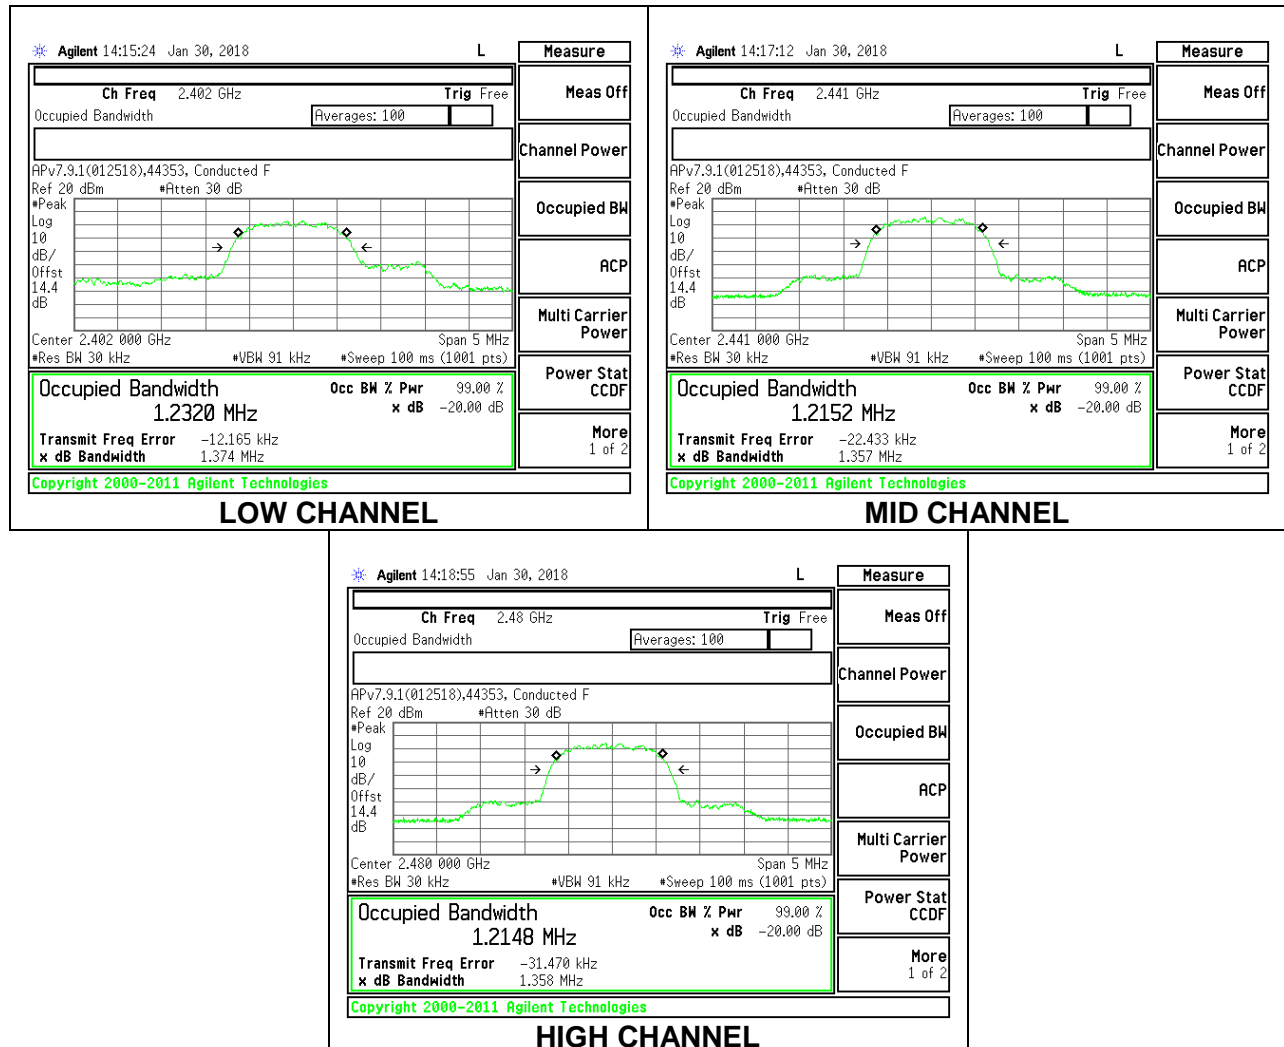 Agilent 14:15:24 Jan 30, 2018 L Measure
Ch Freq 2.402 GHz Trig Free
Occupied Bandwidth Averages: 100
APv7.9.1(012518),44353, Conducted F
Ref 20 dBm #Atten 30 dB
#Peak
Log
10
dB/
Offst
14.4
dB
Center 2.402 000 GHz Span 5 MHz
#Res BW 30 kHz #VBW 91 kHz #Sweep 100 ms (1001 pts)
Occupied Bandwidth Occ BW % Pwr 99.00 %
1.2320 MHz x dB -20.00 dB
Transmit Freq Error -12.165 kHz
x dB Bandwidth 1.374 MHz
Copyright 2000-2011 Agilent Technologies
Meas Off
Channel Power
Occupied BW
ACP
Multi Carrier
Power
Power Stat
CCDF
More
1 of 2
LOW CHANNEL
Agilent 14:17:12 Jan 30, 2018 L Measure
Ch Freq 2.441 GHz Trig Free
Occupied Bandwidth Averages: 100
APv7.9.1(012518),44353, Conducted F
Ref 20 dBm #Atten 30 dB
#Peak
Log
10
dB/
Offst
14.4
dB
Center 2.441 000 GHz Span 5 MHz
#Res BW 30 kHz #VBW 91 kHz #Sweep 100 ms (1001 pts)
Occupied Bandwidth Occ BW % Pwr 99.00 %
1.2152 MHz x dB -20.00 dB
Transmit Freq Error -22.433 kHz
x dB Bandwidth 1.357 MHz
Copyright 2000-2011 Agilent Technologies
Meas Off
Channel Power
Occupied BW
ACP
Multi Carrier
Power
Power Stat
CCDF
More
1 of 2
MID CHANNEL
Agilent 14:18:55 Jan 30, 2018 L Measure
Ch Freq 2.48 GHz Trig Free
Occupied Bandwidth Averages: 100
APv7.9.1(012518),44353, Conducted F
Ref 20 dBm #Atten 30 dB
#Peak
Log
10
dB/
Offst
14.4
dB
Center 2.480 000 GHz Span 5 MHz
#Res BW 30 kHz #VBW 91 kHz #Sweep 100 ms (1001 pts)
Occupied Bandwidth Occ BW % Pwr 99.00 %
1.2148 MHz x dB -20.00 dB
Transmit Freq Error -31.470 kHz
x dB Bandwidth 1.358 MHz
Copyright 2000-2011 Agilent Technologies
Meas Off
Channel Power
Occupied BW
ACP
Multi Carrier
Power
Power Stat
CCDF
More
1 of 2
HIGH CHANNEL